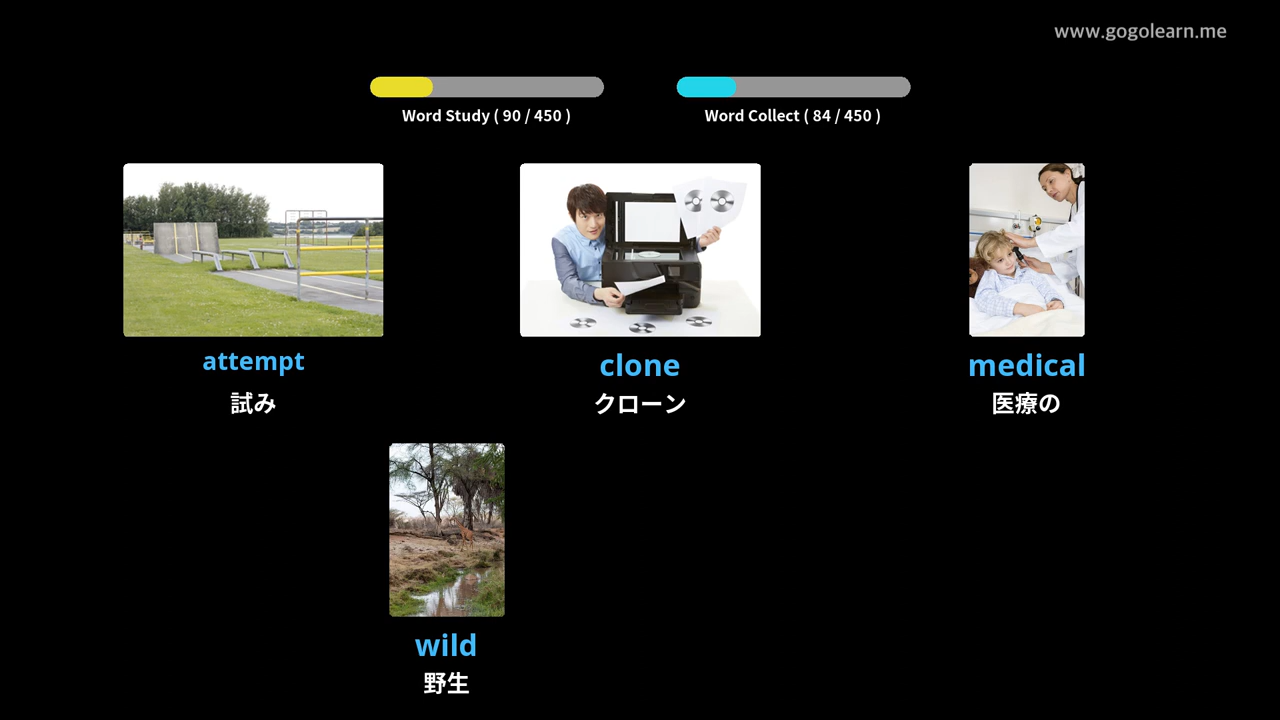 www.gogolearn.me
Word Study ( 90 / 450 )
Word Collect ( 84 / 450 )
attempt
試み
clone
クローン
medical
医療の
wild
野生